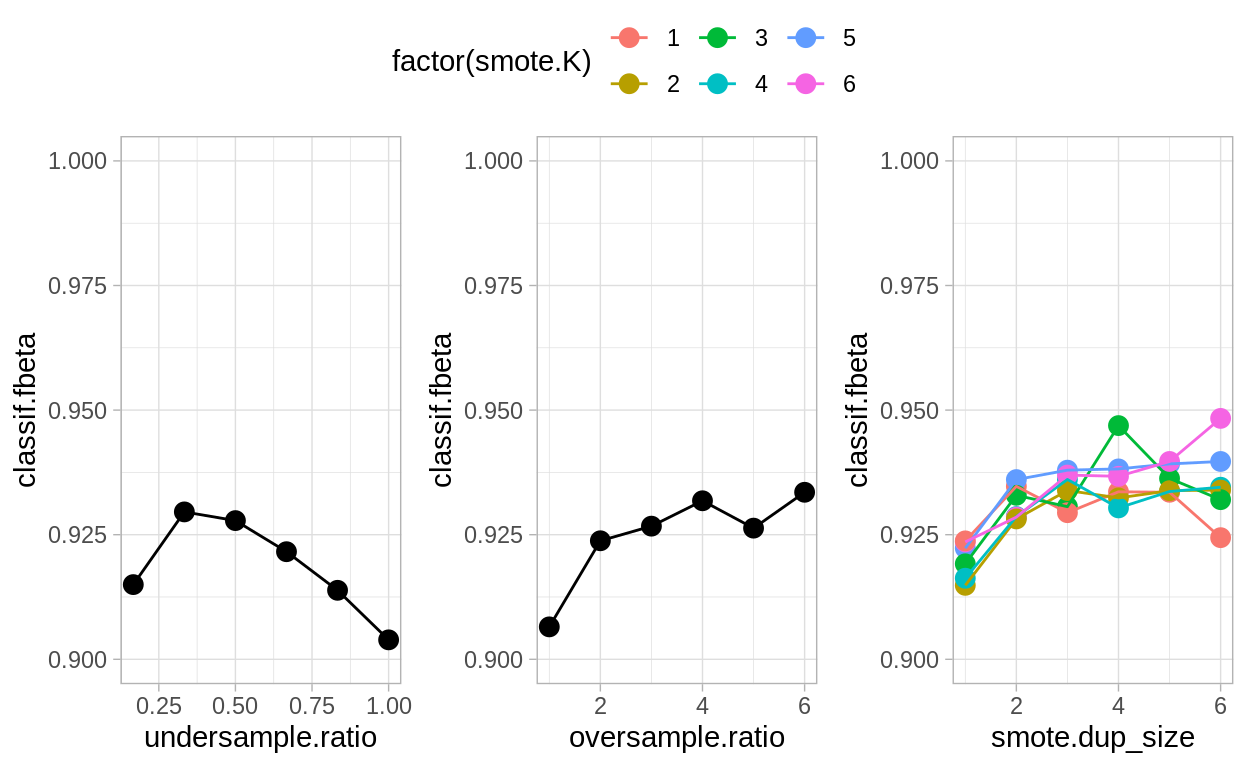 factor(smote.K) 1 3 5
2 4 6
classif.fbeta
1.000
0.975
0.950
0.925
0.900
0.25 0.50 0.75 1.00
undersample.ratio
classif.fbeta
1.000
0.975
0.950
0.925
0.900
2 4 6
oversample.ratio
classif.fbeta
1.000
0.975
0.950
0.925
0.900
2 4 6
smote.dup_size